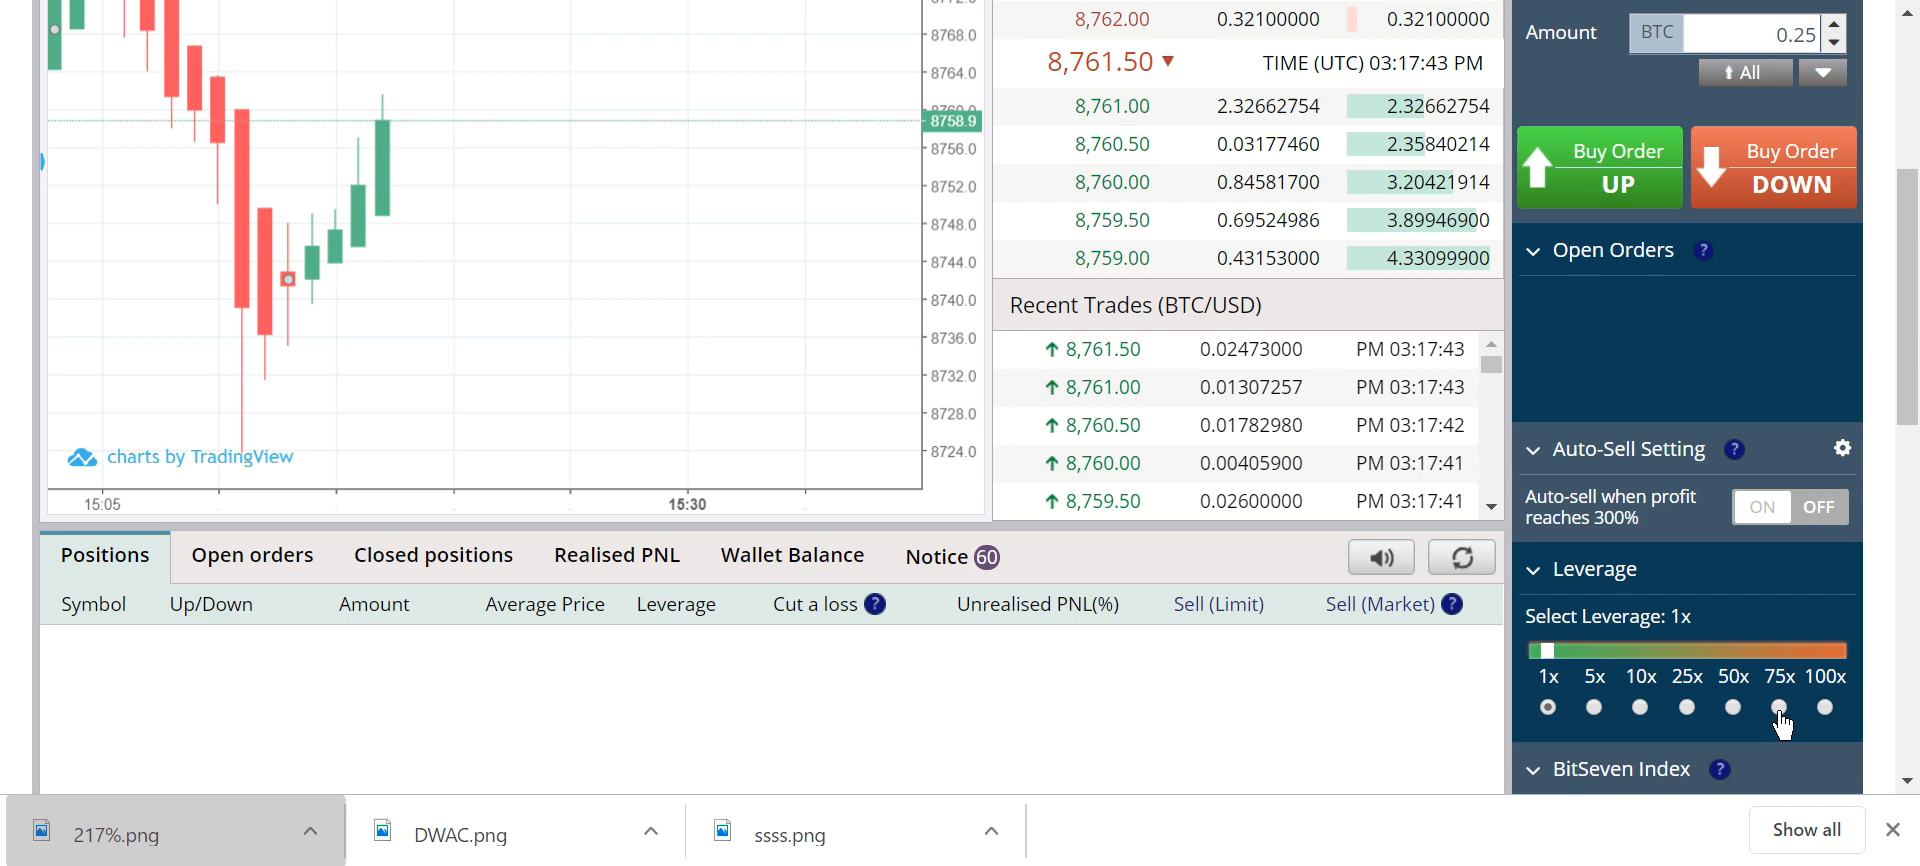 8768.0
8764.0
8758.9
8756.0
8752.0
8748.0
8744.0
8740.0
8736.0
8732.0
8728.0
8724.0
charts by TradingView
15:05 15:30
8,762.00 0.32100000 0.32100000
8,761.50 ▼ TIME (UTC) 03:17:43 PM
8,761.00 2.32662754 2.32662754
8,760.50 0.03177460 2.35840214
8,760.00 0.84581700 3.20421914
8,759.50 0.69524986 3.89946900
8,759.00 0.43153000 4.33099900
Recent Trades (BTC/USD)
↑ 8,761.50 0.02473000 PM 03:17:43
↑ 8,761.00 0.01307257 PM 03:17:43
↑ 8,760.50 0.01782980 PM 03:17:42
↑ 8,760.00 0.00405900 PM 03:17:41
↑ 8,759.50 0.02600000 PM 03:17:41
Amount BTC 0.25
All
Buy Order
UP
Buy Order
DOWN
Open Orders ?
Auto-Sell Setting ?
Auto-sell when profit
reaches 300%
ON OFF
Leverage
Select Leverage: 1x
1x 5x 10x 25x 50x 75x 100x
BitSeven Index ?
Positions Open orders Closed positions Realised PNL Wallet Balance Notice 60
Symbol Up/Down Amount Average Price Leverage Cut a loss ? Unrealised PNL(%) Sell (Limit) Sell (Market) ?
217%.png DWAC.png ssss.png Show all